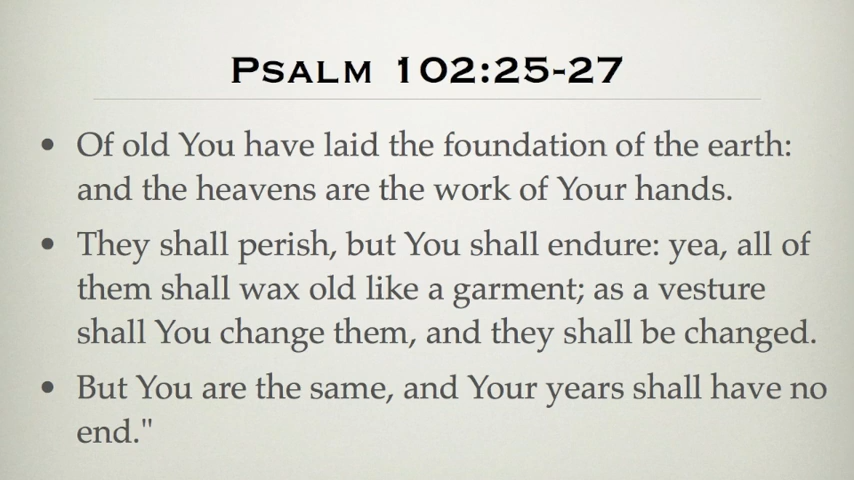 Psalm 102:25-27
• Of old You have laid the foundation of the earth:
and the heavens are the work of Your hands.
• They shall perish, but You shall endure: yea, all of
them shall wax old like a garment; as a vesture
shall You change them, and they shall be changed.
• But You are the same, and Your years shall have no
end."